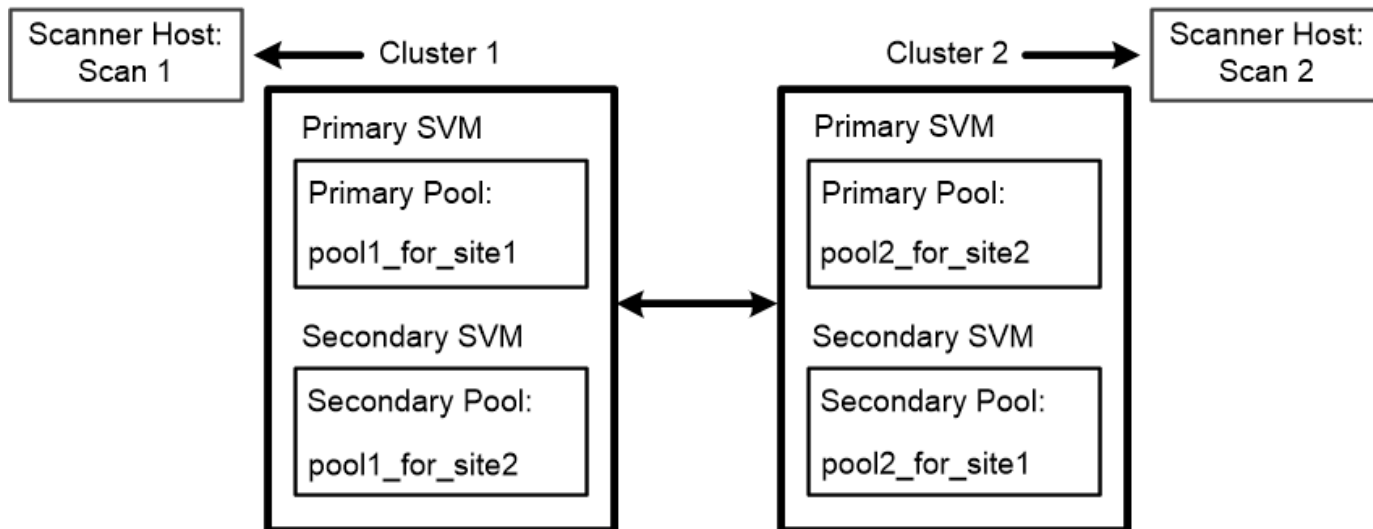 Scanner Host:
Scan 1
Cluster 1
Cluster 2
Scanner Host:
Scan 2
Primary SVM
Primary Pool:
pool1_for_site1
Secondary SVM
Secondary Pool:
pool1_for_site2
Primary SVM
Primary Pool:
pool2_for_site2
Secondary SVM
Secondary Pool:
pool2_for_site1